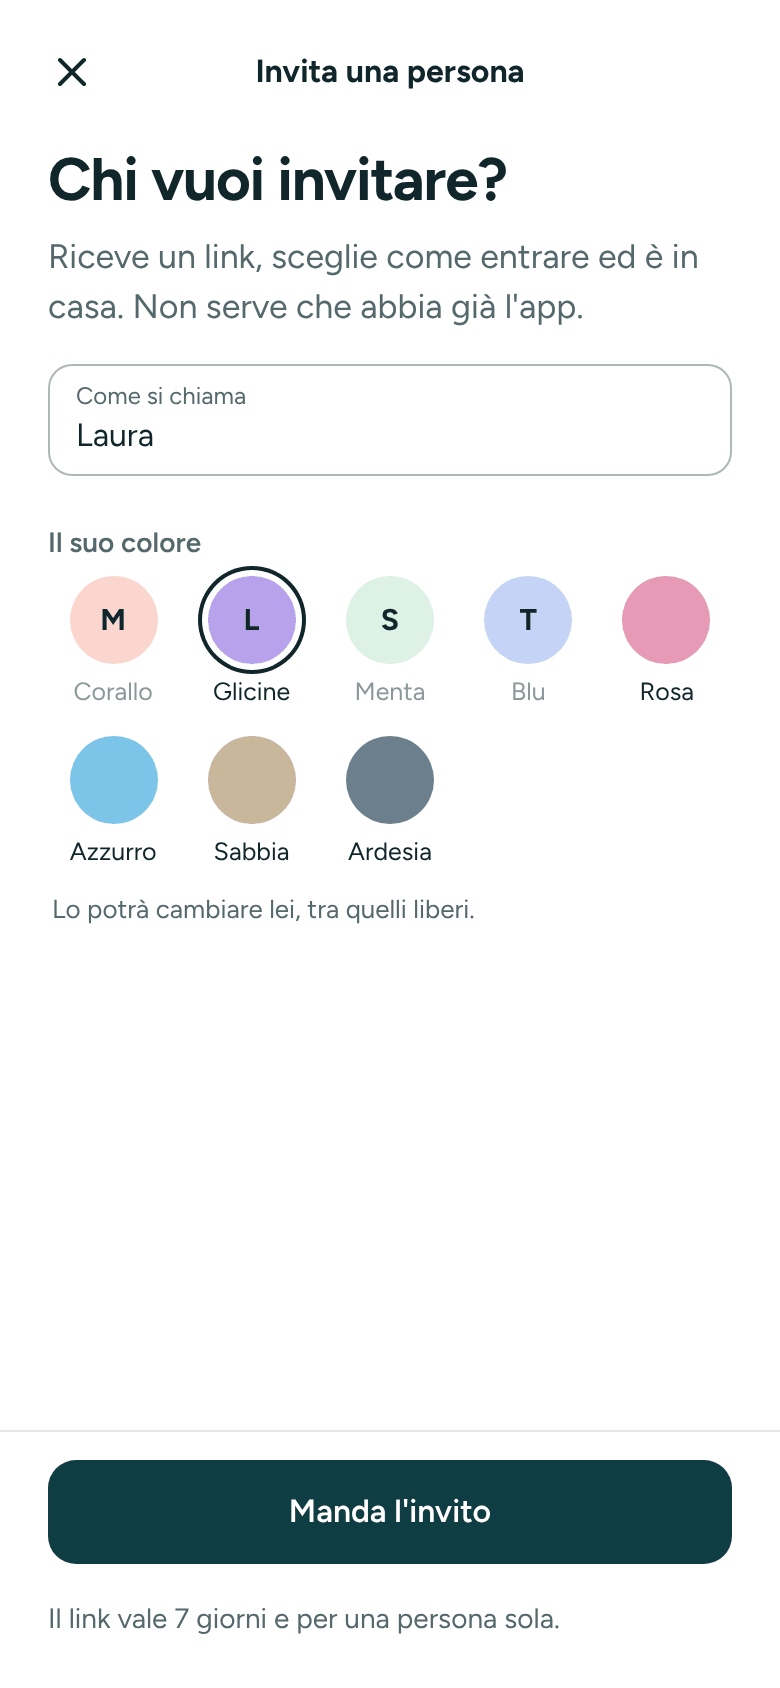 Invita una persona
Chi vuoi invitare?
Riceve un link, sceglie come entrare ed è in
casa. Non serve che abbia già l'app.
Come si chiama
Laura
Il suo colore
M L S T
Corallo Glicine Menta Blu Rosa
Azzurro Sabbia Ardesia
Lo potrà cambiare lei, tra quelli liberi.
Manda l'invito
Il link vale 7 giorni e per una persona sola.